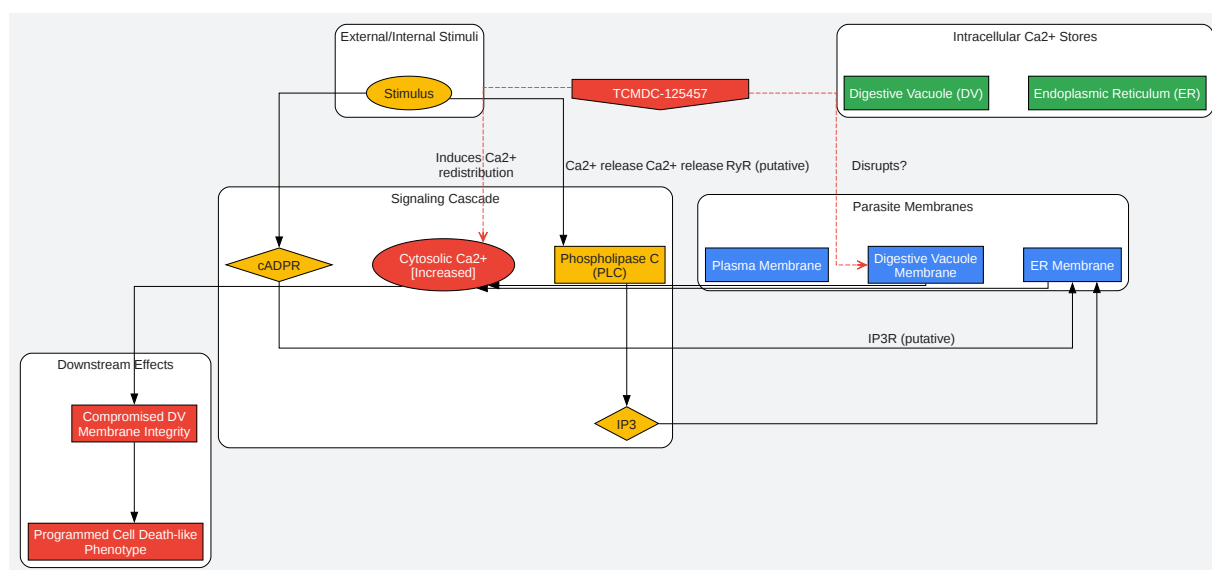 External/Internal Stimuli
Intracellular Ca2+ Stores
Stimulus
TCMDC-125457
Digestive Vacuole (DV)
Endoplasmic Reticulum (ER)
Induces Ca2+
redistribution
Ca2+ release Ca2+ release RyR (putative)
Disrupts?
Signaling Cascade
Parasite Membranes
cADPR
Cytosolic Ca2+
[Increased]
Phospholipase C
(PLC)
Plasma Membrane
Digestive Vacuole
Membrane
ER Membrane
IP3R (putative)
Downstream Effects
Compromised DV
Membrane Integrity
IP3
Programmed Cell Death-like
Phenotype